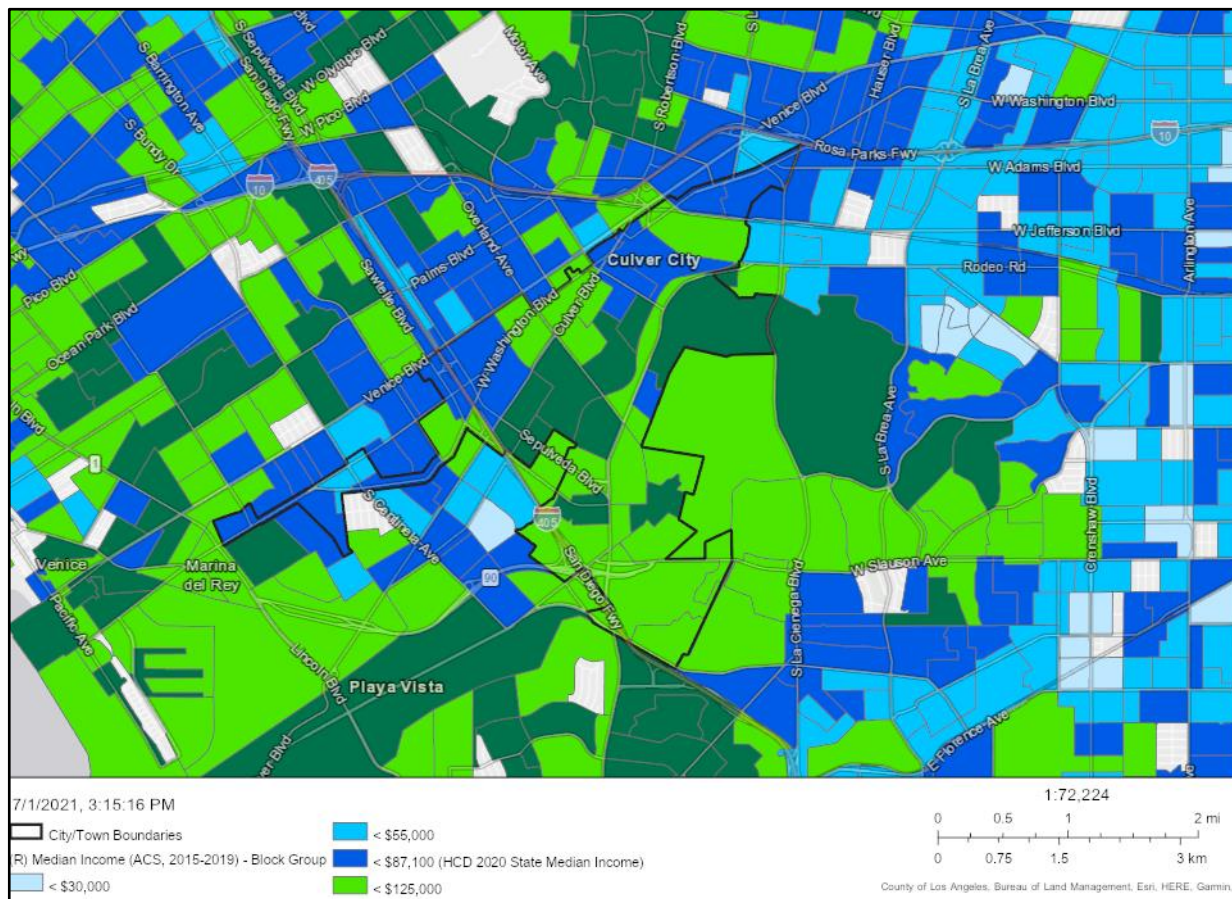 S Barrington Ave
Sepulveda Blvd
San Diego Fwy
W Olympic Blvd
W Pico Blvd
Motor Ave
S Robertson Blvd
Venice Blvd
Hauser Blvd
S La Brea Ave
W Washington Blvd
S Bundy Dr
10
405
Rosa Parks Fwy
10
W Adams Blvd
Overland Ave
Palms Blvd
Sawtelle Blvd
Culver City
W Jefferson Blvd
Rodeo Rd
Arlington Ave
Pico Blvd
Ocean Park Blvd
Venice Blvd
W Washington Blvd
Culver Blvd
S La Brea Ave
1
Sepulveda Blvd
S Centinela Ave
405
San Diego Fwy
Crenshaw Blvd
Venice
Marina
del Rey
90
W Slauson Ave
Pacific Ave
Lincoln Blvd
S La Cienega Blvd
Playa Vista
E Florence Ave
7/1/2021, 3:15:16 PM
City/Town Boundaries
(R) Median Income (ACS, 2015-2019) - Block Group
< $30,000
< $55,000
< $87,100 (HCD 2020 State Median Income)
< $125,000
1:72,224
0 0.5 1 2 mi
0 0.75 1.5 3 km
County of Los Angeles, Bureau of Land Management, Esri, HERE, Garmin,